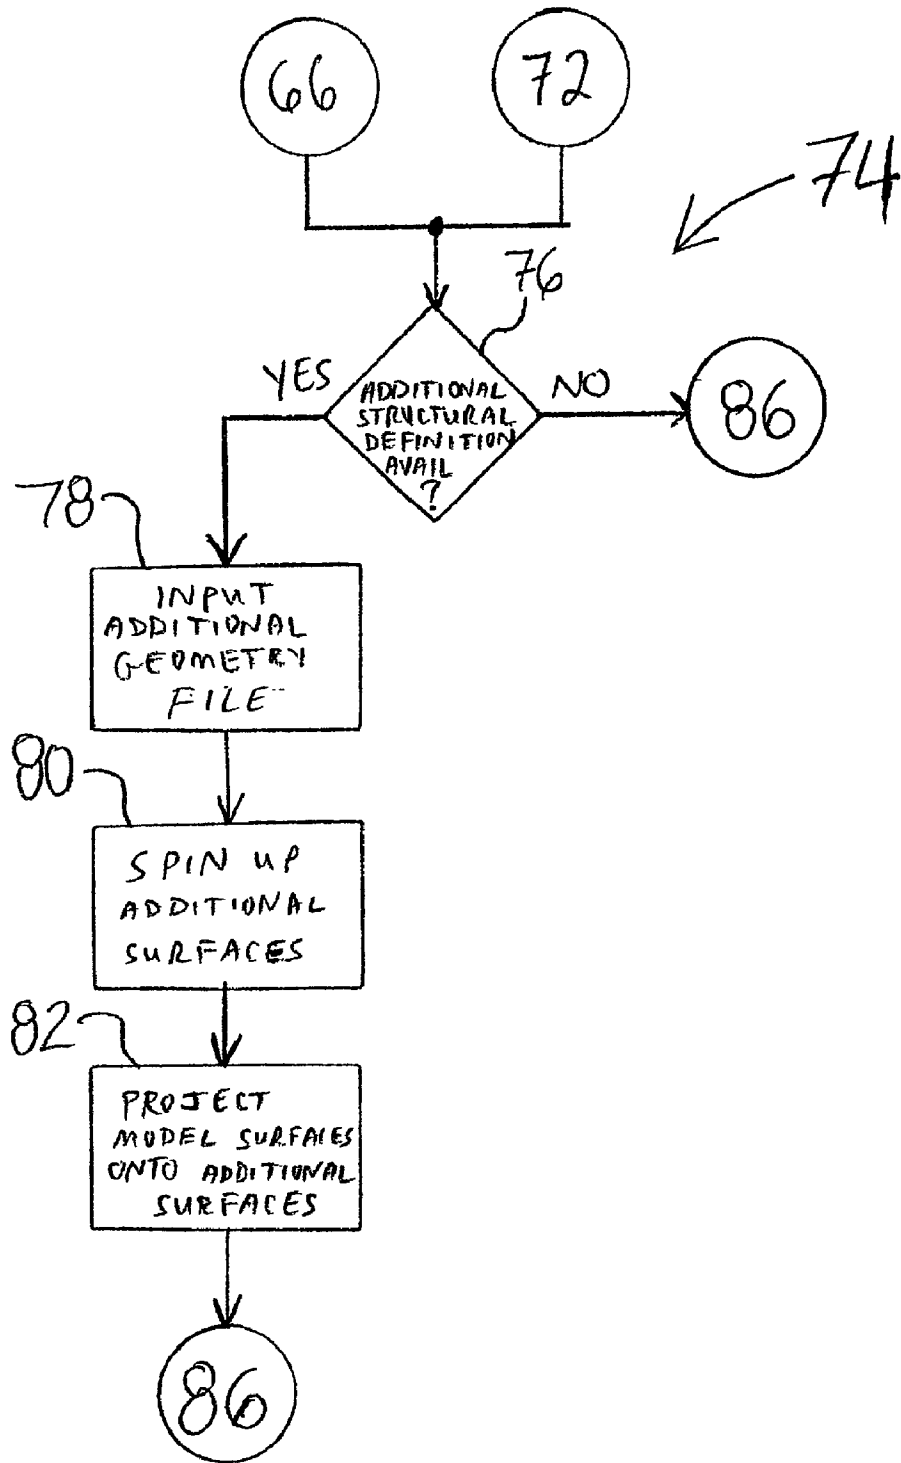 66
72
74
76
YES
ADDITIONAL
STRUCTURAL
DEFINITION
AVAIL
?
NO
86
78
INPUT
ADDITIONAL
GEOMETRY
FILE
80
SPIN UP
ADDITIONAL
SURFACES
82
PROJECT
MODEL SURFACES
ONTO ADDITIONAL
SURFACES
86